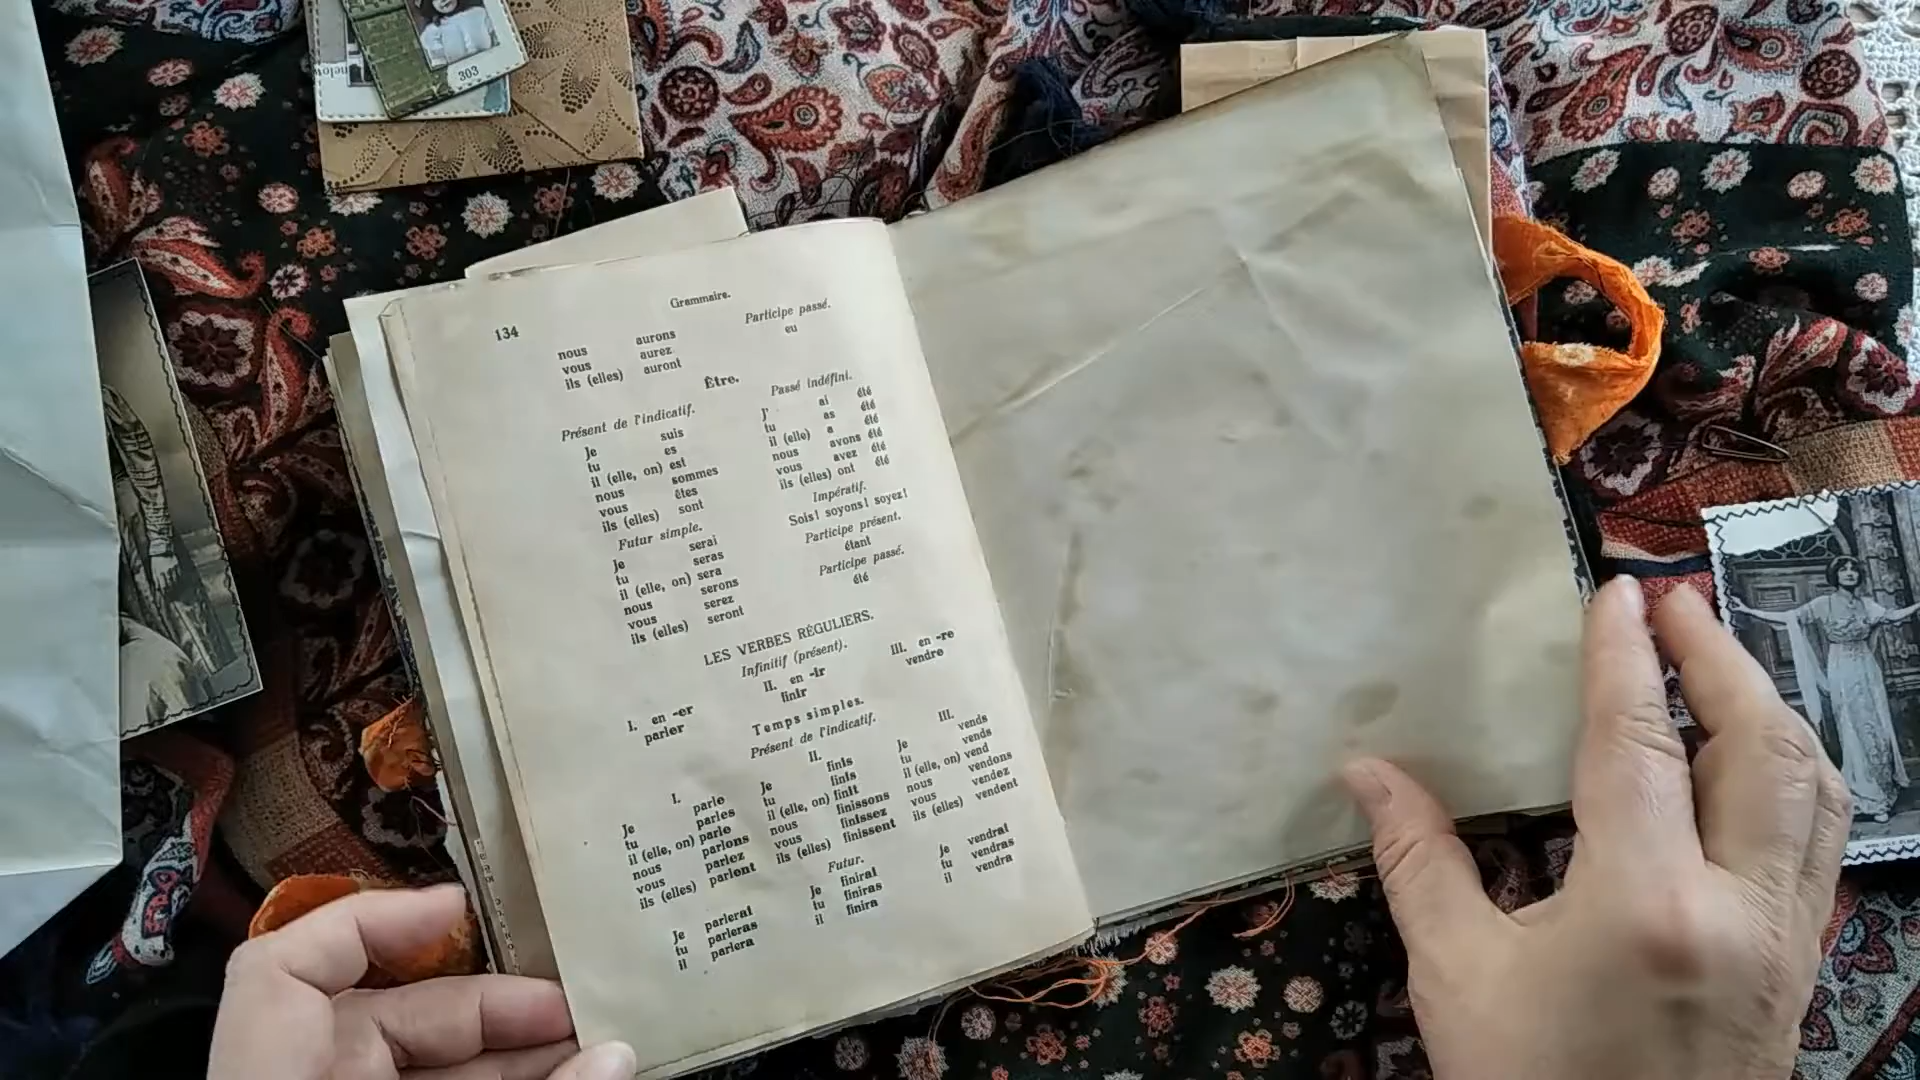 303
134
Grammaire.
nous aurons
vous aurez
ils (elles) auront
Participe passé.
eu
Être.
Présent de l'indicatif.
Je suis
tu es
il (elle, on) est
nous sommes
vous êtes
ils (elles) sont
Futur simple.
Je serai
tu seras
il (elle, on) sera
nous serons
vous serez
ils (elles) seront
Passé indéfini.
J' ai été
tu as été
il (elle) a été
nous avons été
vous avez été
ils (elles) ont été
Impératif.
Sois! soyons! soyez!
Participe présent.
étant
Participe passé.
été
LES VERBES RÉGULIERS.
Infinitif (présent).
I. en -er
parler
II. en -ir
finir
III. en -re
vendre
Temps simples.
Présent de l'indicatif.
I.
Je parle
tu parles
il (elle, on) parle
nous parlons
vous parlez
ils (elles) parlent
II.
Je finis
tu finis
il (elle, on) finit
nous finissons
vous finissez
ils (elles) finissent
III.
Je vends
tu vends
il (elle, on) vend
nous vendons
vous vendez
ils (elles) vendent
Futur.
Je parlerai
tu parleras
il parlera
Je finirai
tu finiras
il finira
Je vendrai
tu vendras
il vendra